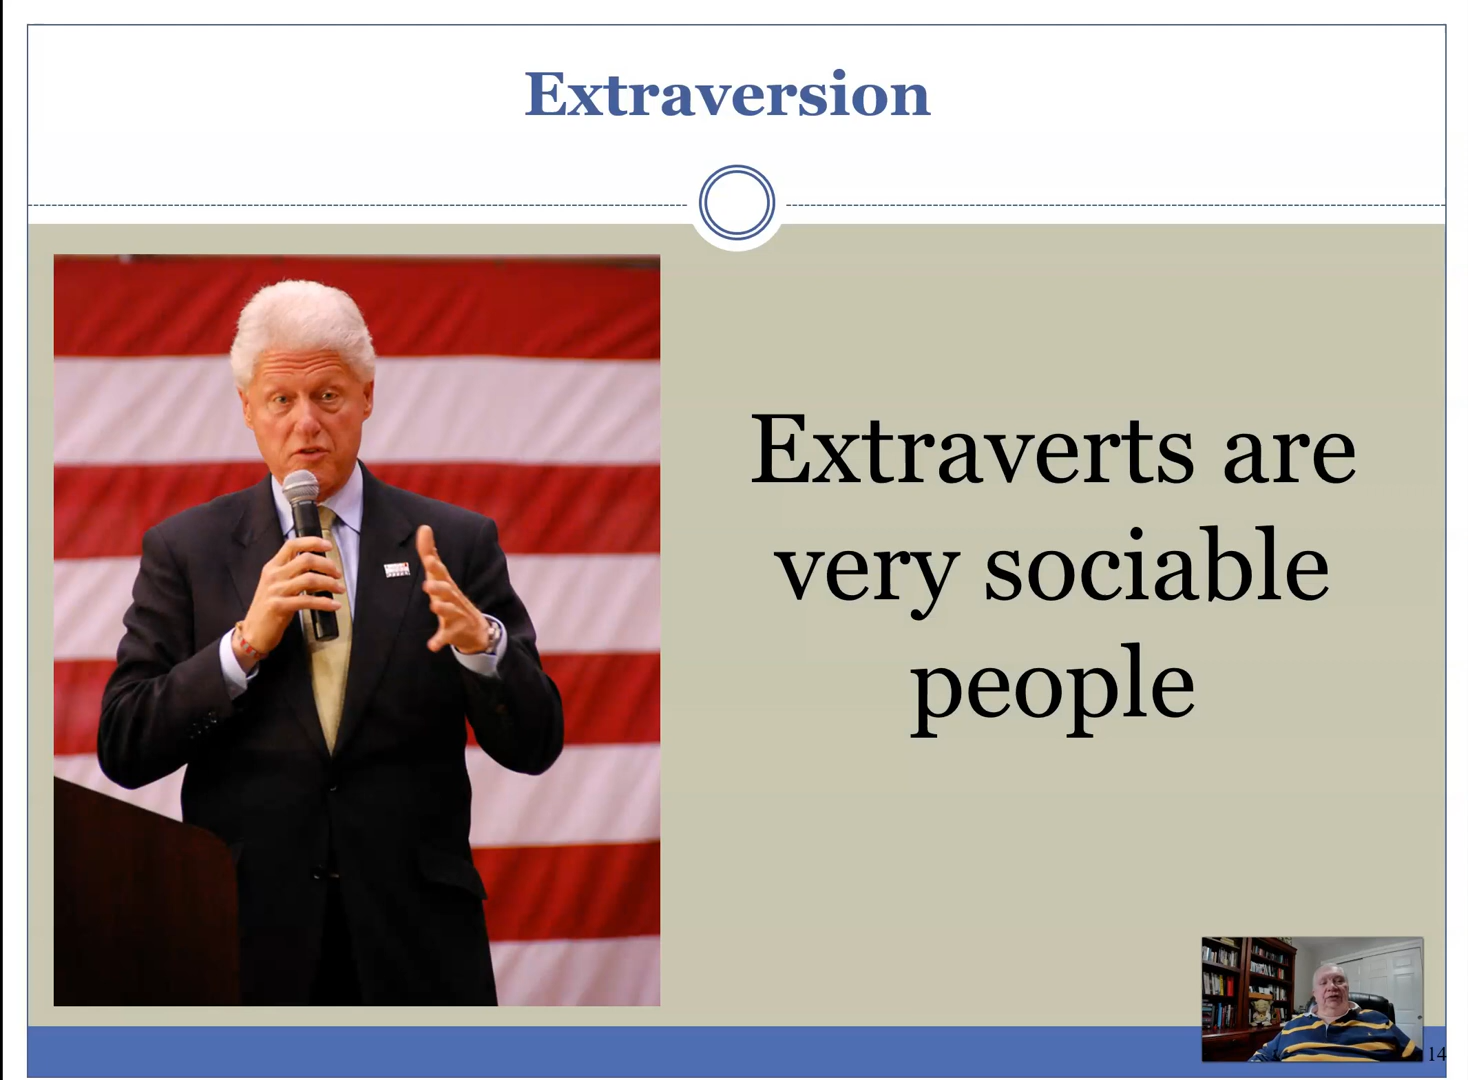 Extraversion
Extraverts are
very sociable
people
14